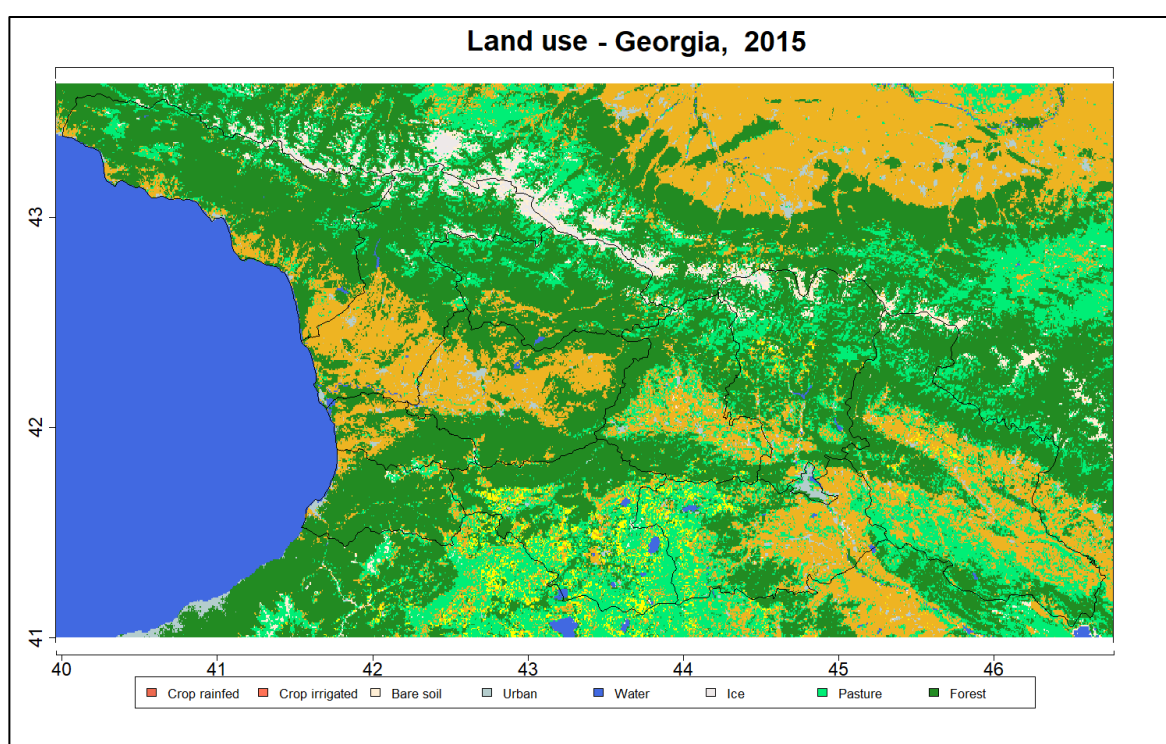 Land use - Georgia, 2015
43
42
41
40 41 42 43 44 45 46
Crop rainfed Crop irrigated Bare soil Urban Water Ice Pasture Forest